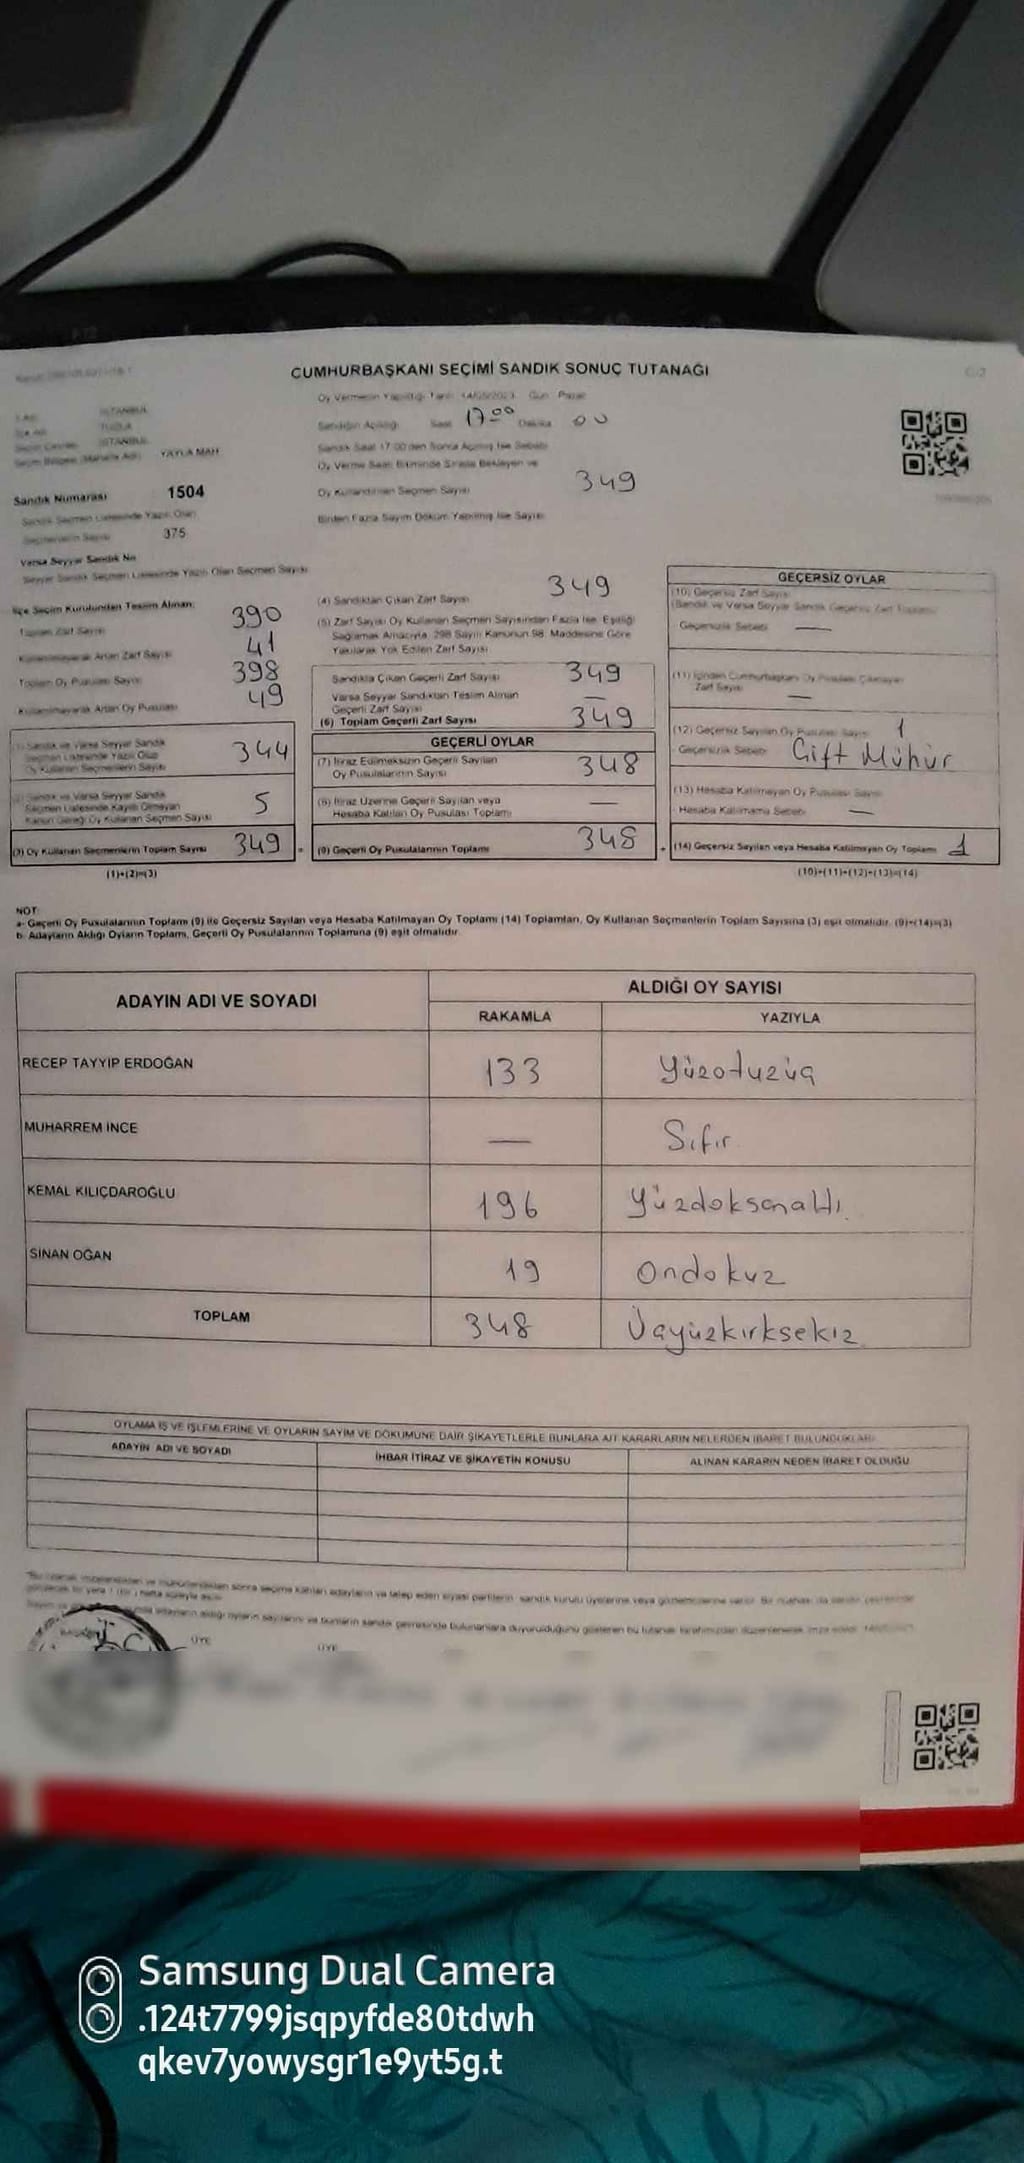 CUMHURBAŞKANI SEÇİMİ SANDIK SONUÇ TUTANAĞI
Oy Vermenin Yapıldığı Tarih: 14/05/2023 Gün Pazar
İSTANBUL
TUZLA
İSTANBUL
YAYLA MAH
Sandık Numarası 1504
Sandık Seçmen Listesinde Yazılı Olan
Seçmenlerin Sayısı 375
Varsa Seyyar Sandık No
Seyyar Sandık Seçmen Listesinde Yazılı Olan Seçmen Sayısı
Sandığın Açıldığı Saat 17 00 Dakika 00
Sandık Saat 17:00'den Sonra Açılmış İse Sebebi
Oy Verme Saati Bitiminde Sırada Bekleyen ve
Oy Kullandırılan Seçmen Sayısı 349
Birden Fazla Sayım Döküm Yapılmış İse Sayısı
İlçe Seçim Kurulundan Teslim Alınan;
Toplam Zarf Sayısı 390
Kullanılmayarak Artan Zarf Sayısı 41
Toplam Oy Pusulası Sayısı 398
Kullanılmayarak Artan Oy Pusulası 49
(1) Sandık ve Varsa Seyyar Sandık
Seçmen Listesinde Yazılı Olup
Oy Kullanan Seçmenlerin Sayısı 344
(2) Sandık ve Varsa Seyyar Sandık
Seçmen Listesinde Kayıtlı Olmayan
Kanun Gereği Oy Kullanan Seçmen Sayısı 5
(3) Oy Kullanan Seçmenlerin Toplam Sayısı 349
(1)+(2)=(3)
(4) Sandıktan Çıkan Zarf Sayısı 349
(5) Zarf Sayısı Oy Kullanan Seçmen Sayısından Fazla İse, Eşitliği
Sağlamak Amacıyla, 298 Sayılı Kanunun 98. Maddesine Göre
Yakılarak Yok Edilen Zarf Sayısı
Sandıkta Çıkan Geçerli Zarf Sayısı 349
Varsa Seyyar Sandıktan Teslim Alınan
Geçerli Zarf Sayısı —
(6) Toplam Geçerli Zarf Sayısı 349
GEÇERLİ OYLAR
(7) İtiraz Edilmeksizin Geçerli Sayılan
Oy Pusulalarının Sayısı 348
(8) İtiraz Üzerine Geçerli Sayılan veya
Hesaba Katılan Oy Pusulası Toplamı —
(9) Geçerli Oy Pusulalarının Toplamı 348
GEÇERSİZ OYLAR
(10) Geçersiz Zarf Sayısı
(Sandık ve Varsa Seyyar Sandık Geçersiz Zarf Toplamı)
Geçersizlik Sebebi —
(11) İçinden Cumhurbaşkanı Oy Pusulası Çıkmayan
Zarf Sayısı —
(12) Geçersiz Sayılan Oy Pusulası Sayısı 1
Geçersizlik Sebebi Çift Mühür
(13) Hesaba Katılmayan Oy Pusulası Sayısı
Hesaba Katılmama Sebebi —
(14) Geçersiz Sayılan veya Hesaba Katılmayan Oy Toplamı 1
(10)+(11)+(12)+(13)=(14)
NOT:
a- Geçerli Oy Pusulalarının Toplamı (9) ile Geçersiz Sayılan veya Hesaba Katılmayan Oy Toplamı (14) Toplamları, Oy Kullanan Seçmenlerin Toplam Sayısına (3) eşit olmalıdır. (9)+(14)=(3)
b- Adayların Aldığı Oyların Toplamı, Geçerli Oy Pusulalarının Toplamına (9) eşit olmalıdır.
ADAYIN ADI VE SOYADI
ALDIĞI OY SAYISI
RAKAMLA YAZIYLA
RECEP TAYYIP ERDOĞAN 133 Yüzotuzüç
MUHARREM İNCE — Sıfır
KEMAL KILIÇDAROĞLU 196 Yüzdoksanaltı
SİNAN OĞAN 19 Ondokuz
TOPLAM 348 Üçyüzkırksekiz
OYLAMA İŞ VE İŞLEMLERİNE VE OYLARIN SAYIM VE DÖKÜMÜNE DAİR ŞİKAYETLERLE BUNLARA AİT KARARLARIN NELERDEN İBARET BULUNDUKLARI
ADAYIN ADI VE SOYADI İHBAR İTİRAZ VE ŞİKAYETİN KONUSU ALINAN KARARIN NEDEN İBARET OLDUĞU
ÜYE ÜYE
Samsung Dual Camera
.124t7799jsqpyfde80tdwh
qkev7yowysgr1e9yt5g.t